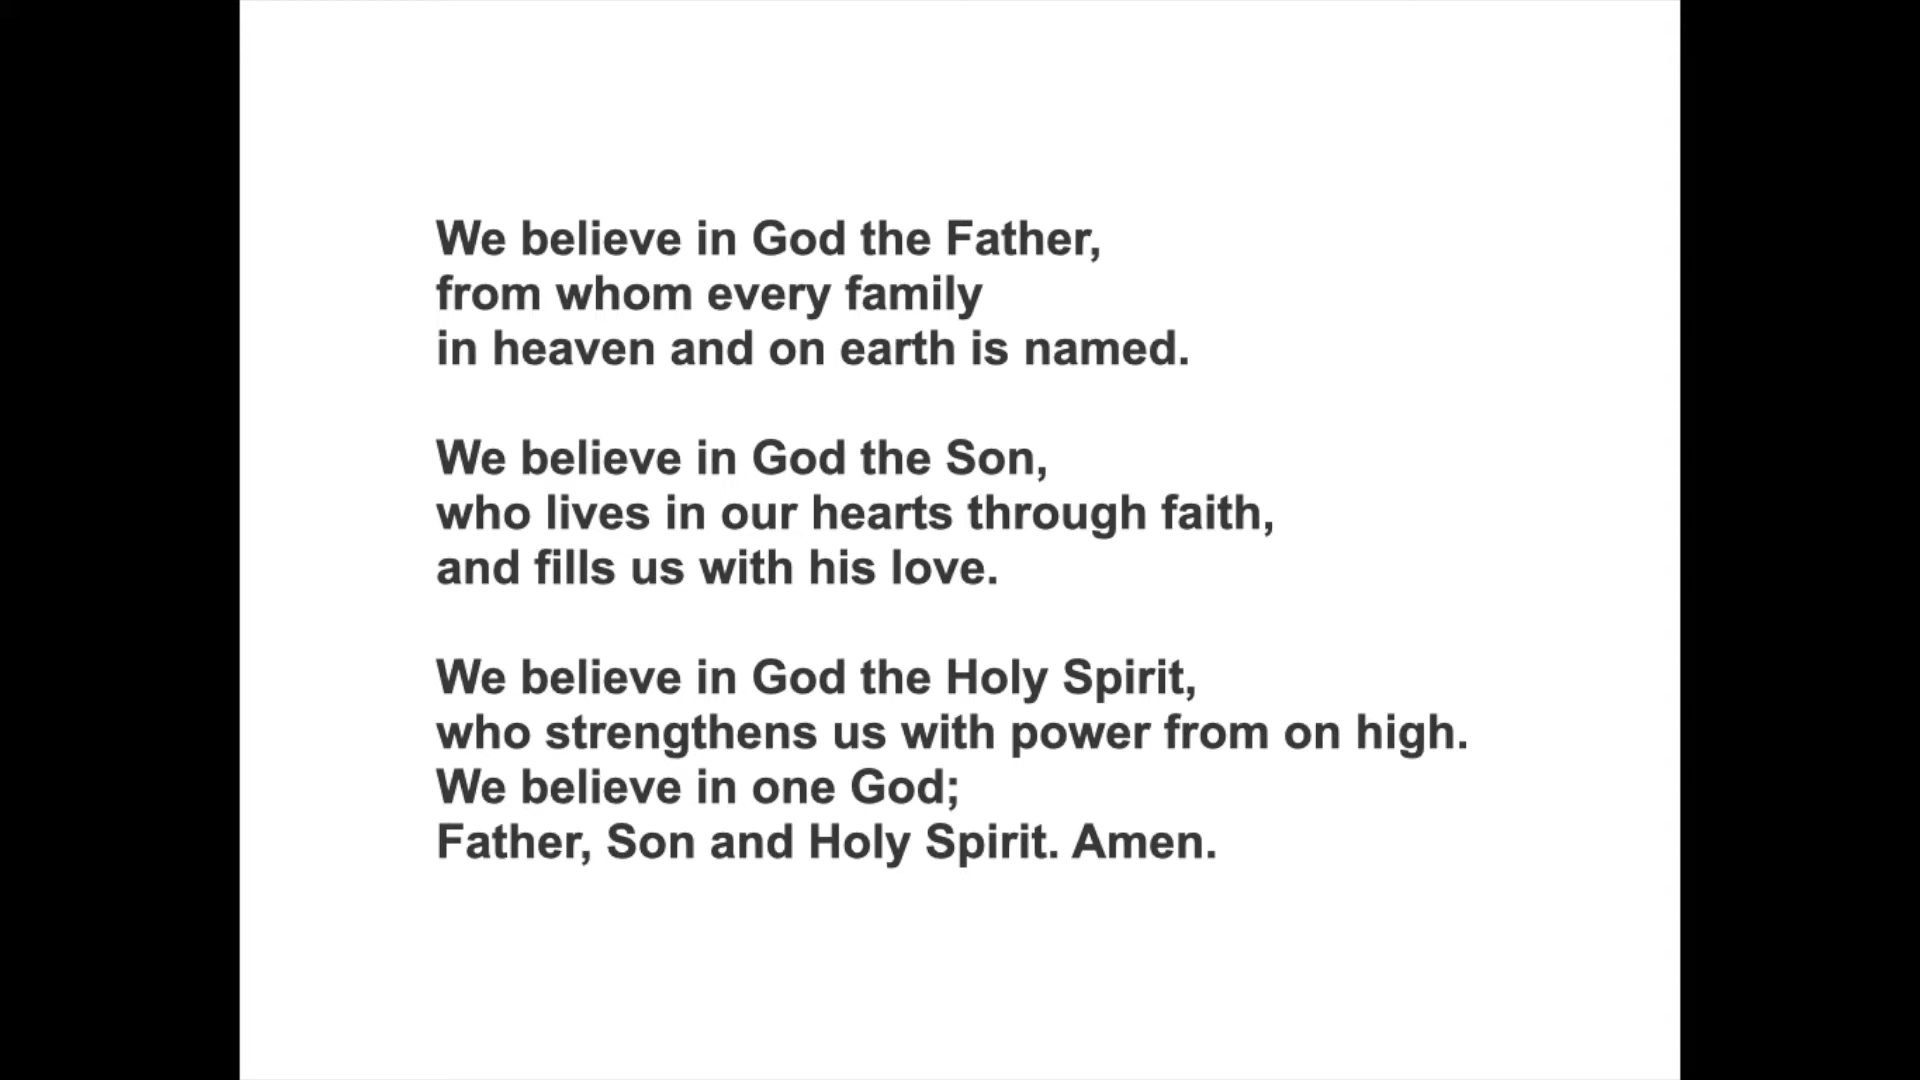 We believe in God the Father,
from whom every family
in heaven and on earth is named.
We believe in God the Son,
who lives in our hearts through faith,
and fills us with his love.
We believe in God the Holy Spirit,
who strengthens us with power from on high.
We believe in one God;
Father, Son and Holy Spirit. Amen.